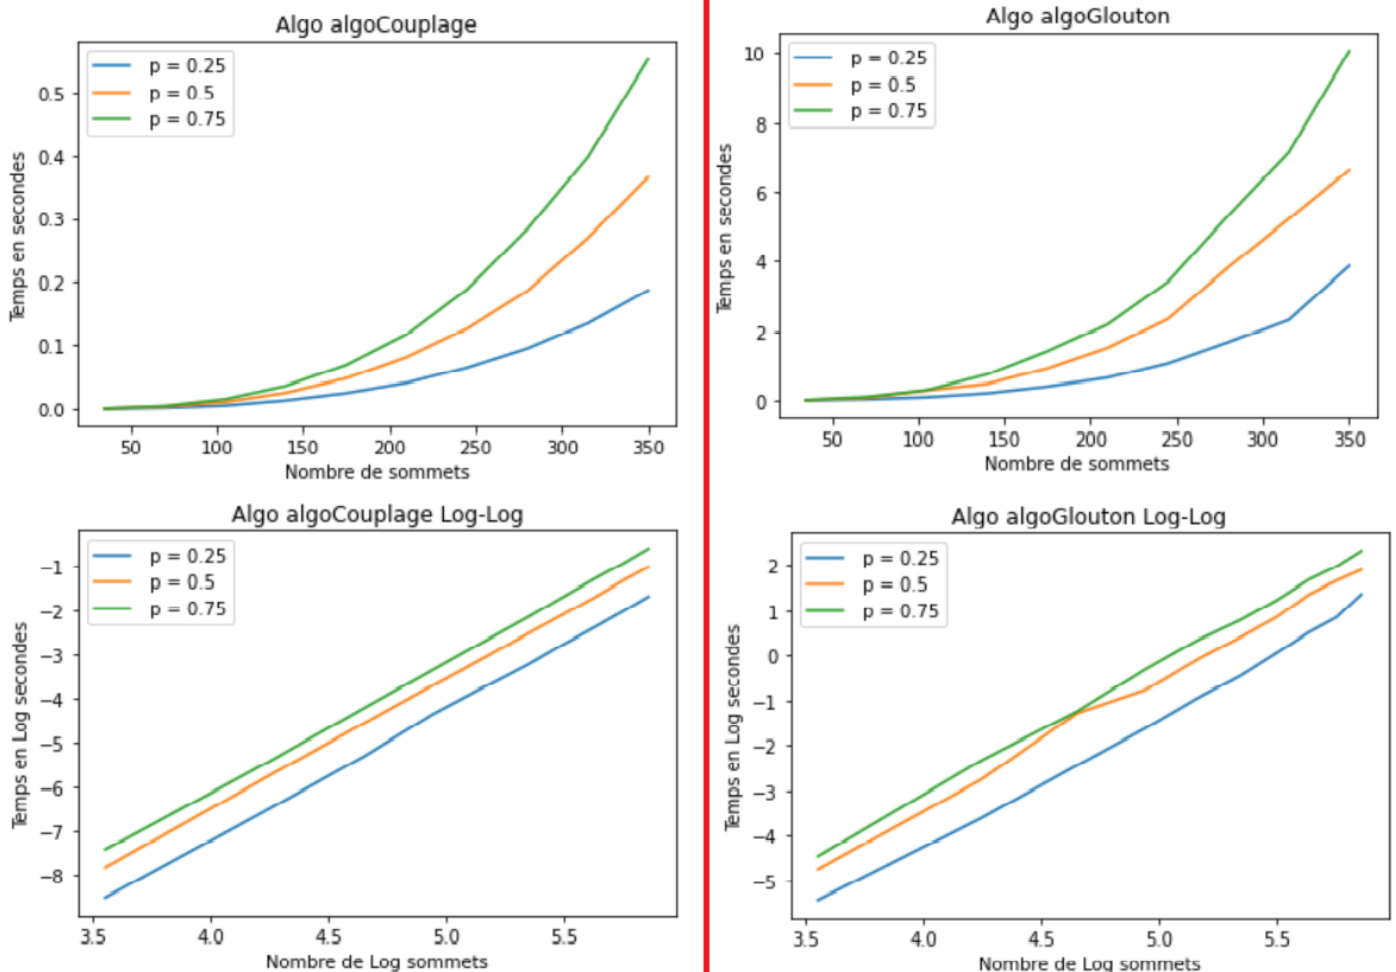 Algo algoCouplage
p = 0.25
p = 0.5
p = 0.75
0.5
0.4
0.3
0.2
0.1
0.0
Temps en secondes
50 100 150 200 250 300 350
Nombre de sommets
Algo algoGlouton
p = 0.25
p = 0.5
p = 0.75
10
8
6
4
2
0
Temps en secondes
50 100 150 200 250 300 350
Nombre de sommets
Algo algoCouplage Log-Log
p = 0.25
p = 0.5
p = 0.75
−1
−2
−3
−4
−5
−6
−7
−8
Temps en Log secondes
3.5 4.0 4.5 5.0 5.5
Nombre de Log sommets
Algo algoGlouton Log-Log
p = 0.25
p = 0.5
p = 0.75
2
1
0
−1
−2
−3
−4
−5
Temps en Log secondes
3.5 4.0 4.5 5.0 5.5
Nombre de Log sommets